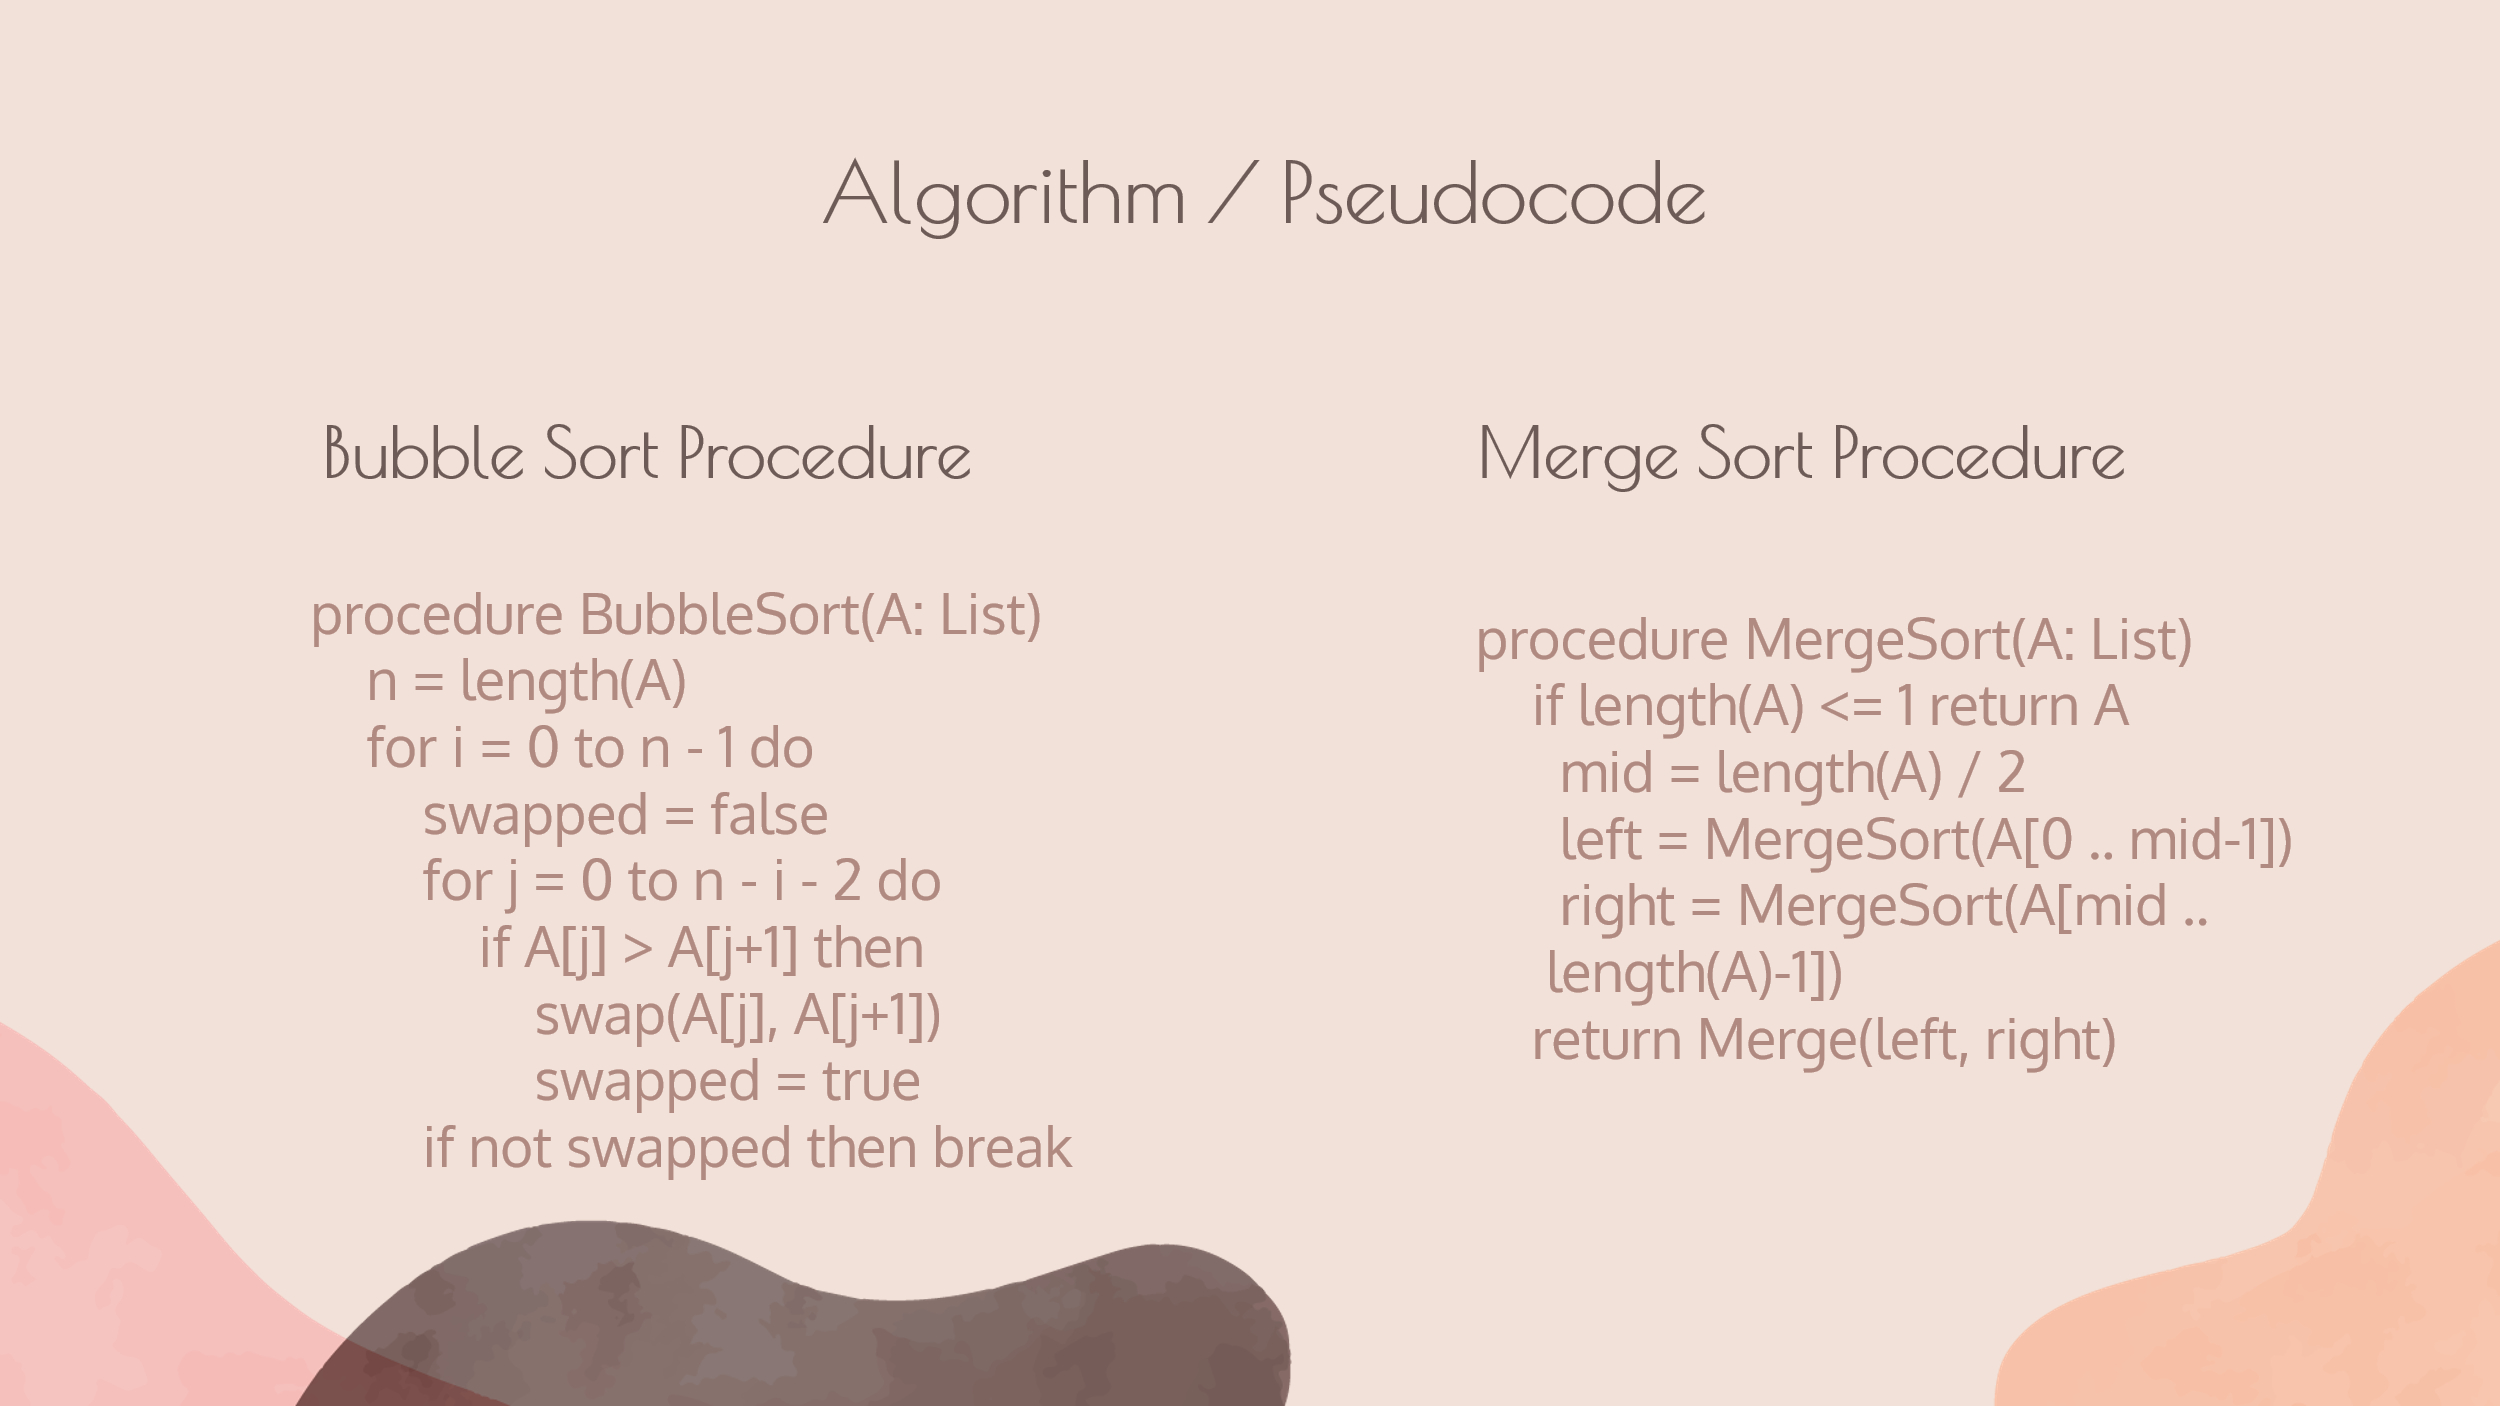 Algorithm / Pseudocode
Bubble Sort Procedure
procedure BubbleSort(A: List)
n = length(A)
for i = 0 to n - 1 do
swapped = false
for j = 0 to n - i - 2 do
if A[j] > A[j+1] then
swap(A[j], A[j+1])
swapped = true
if not swapped then break
Merge Sort Procedure
procedure MergeSort(A: List)
if length(A) <= 1 return A
mid = length(A) / 2
left = MergeSort(A[0 .. mid-1])
right = MergeSort(A[mid ..
length(A)-1])
return Merge(left, right)